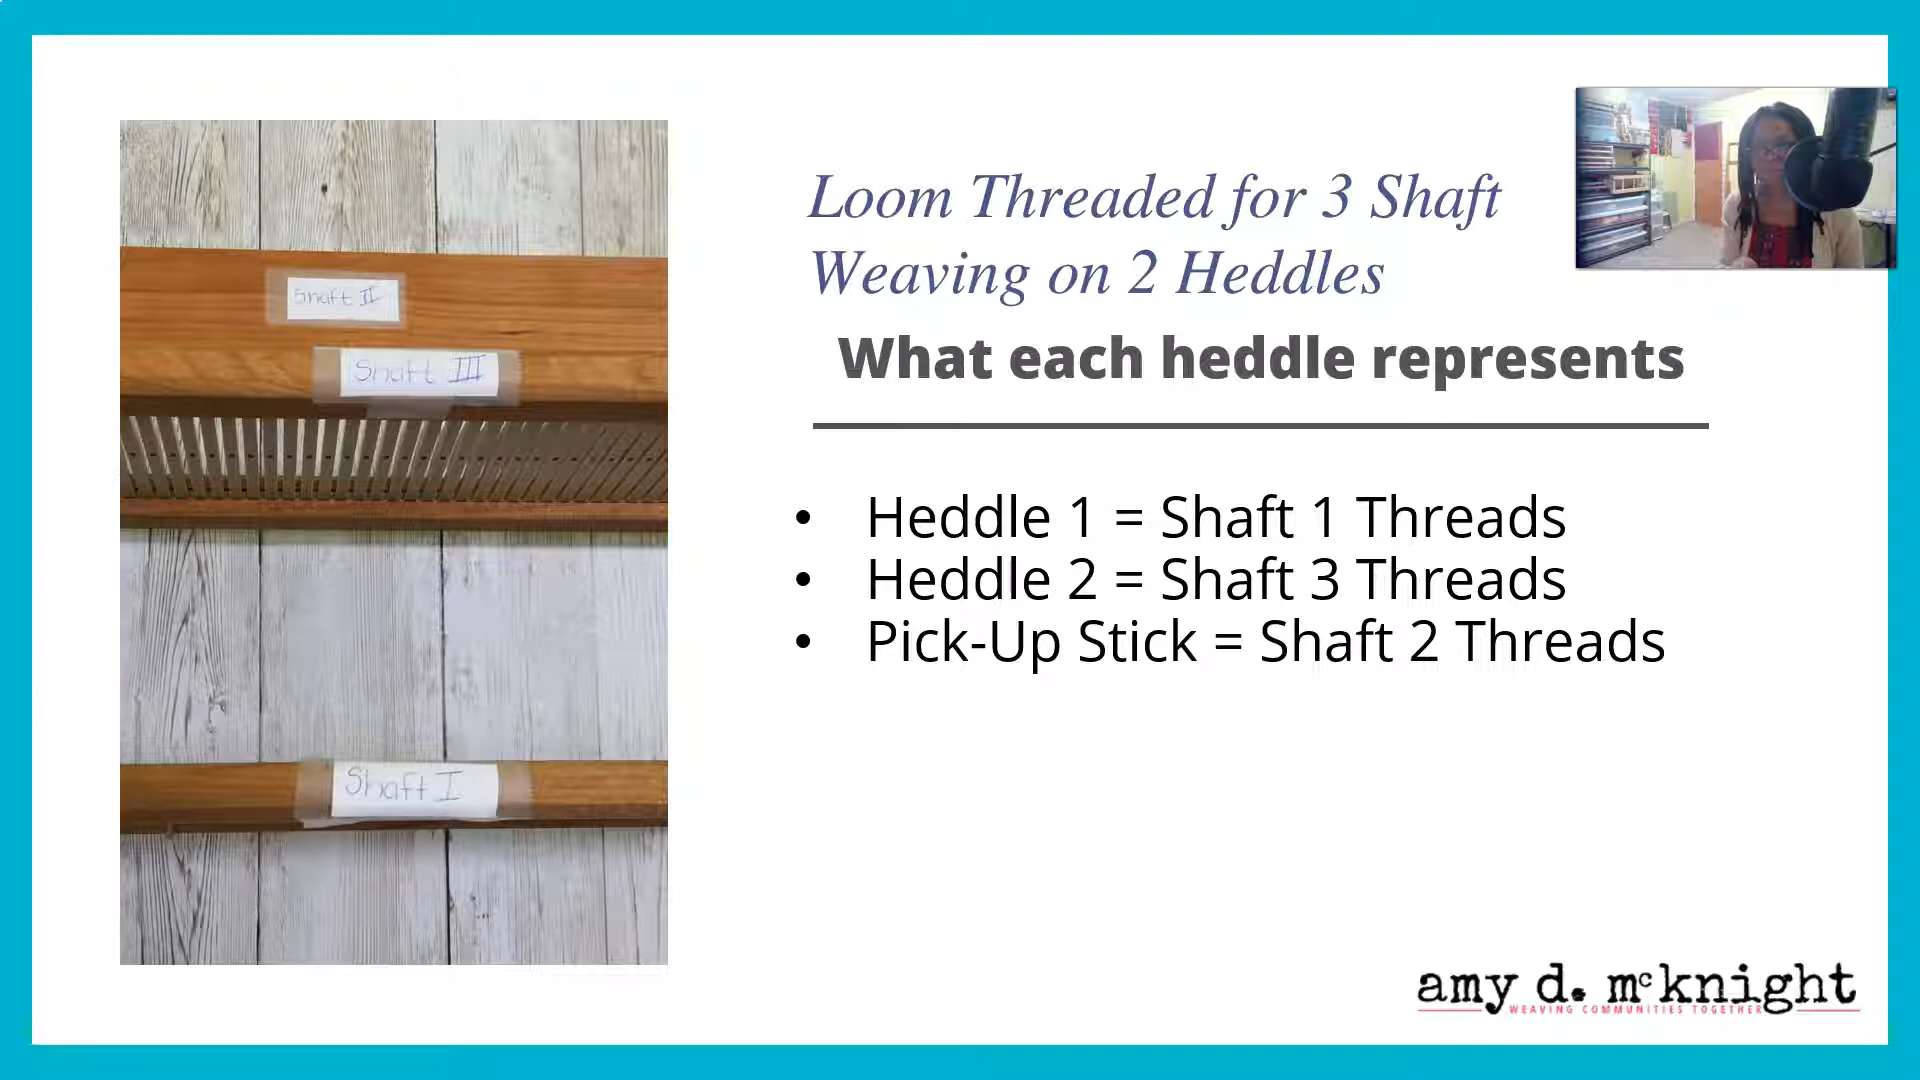 Shaft II
Shaft III
Shaft I
Loom Threaded for 3 Shaft
Weaving on 2 Heddles
What each heddle represents
• Heddle 1 = Shaft 1 Threads
• Heddle 2 = Shaft 3 Threads
• Pick-Up Stick = Shaft 2 Threads
amy d. mcknight
WEAVING COMMUNITIES TOGETHER